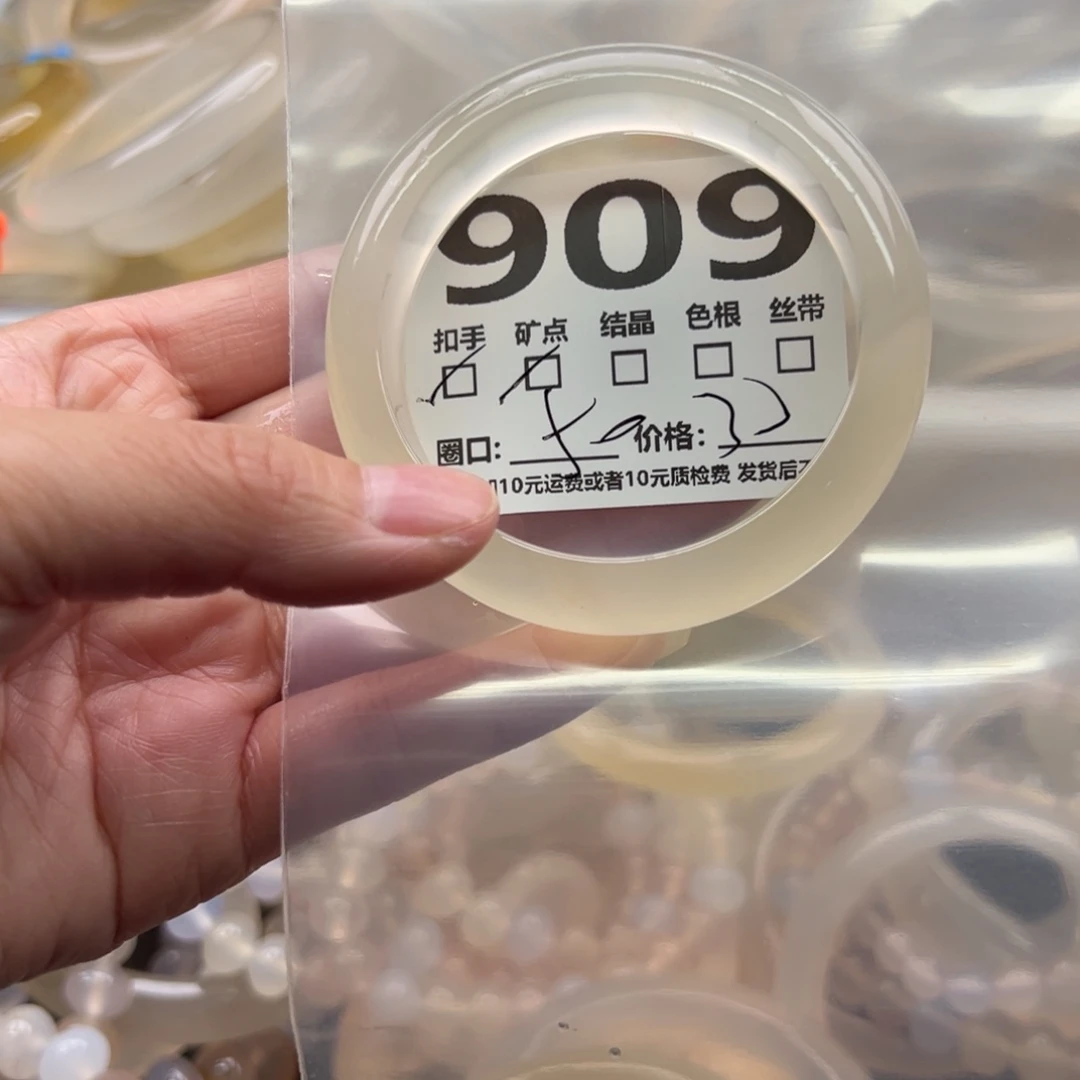 909
扣手 矿点 结晶 色根 丝带
圈口: 价格:
10元运费或者10元质检费 发货后